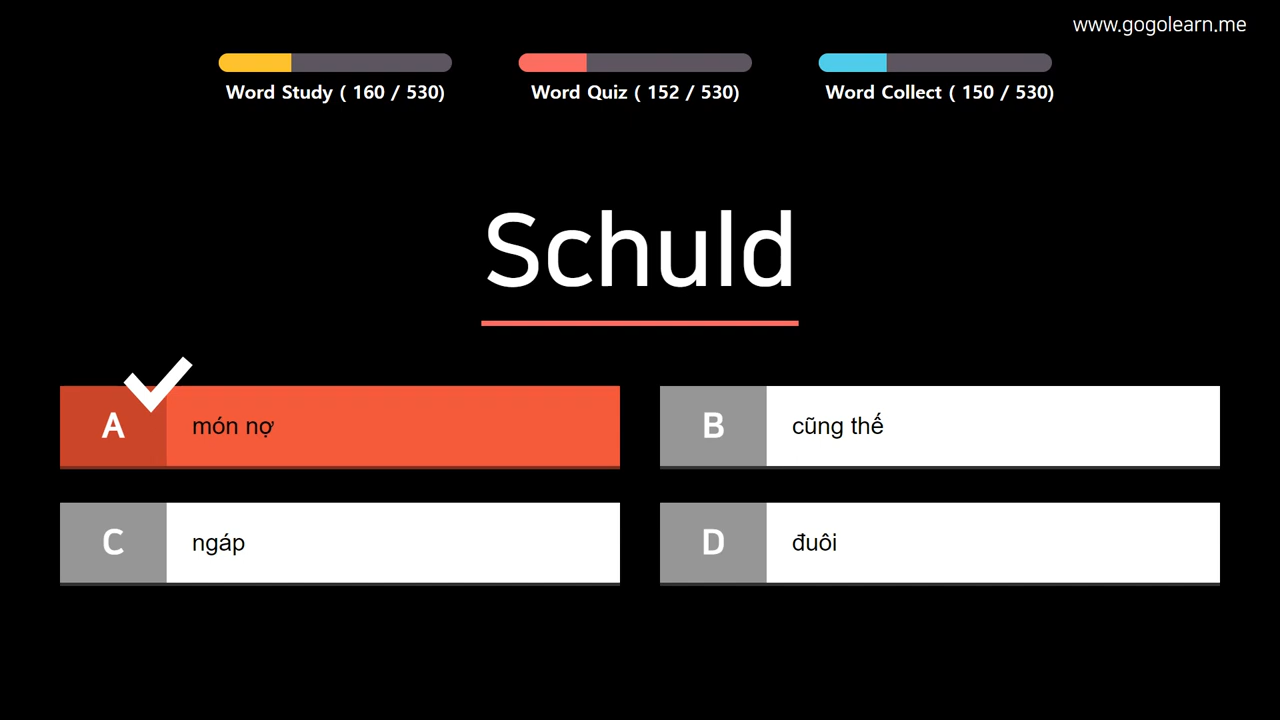 www.gogolearn.me
Word Study ( 160 / 530)
Word Quiz ( 152 / 530)
Word Collect ( 150 / 530)
Schuld
A món nợ
B cũng thế
C ngáp
D đuôi